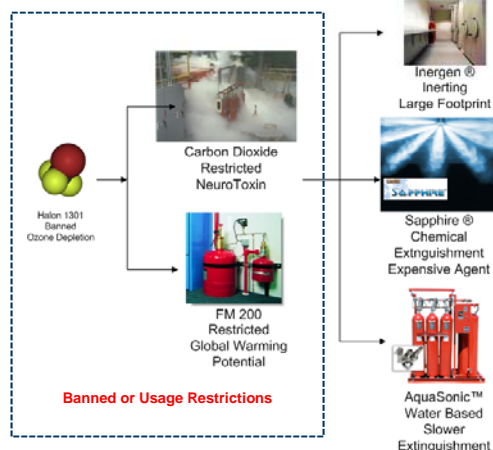 Halon 1301
Banned
Ozone Depletion
Carbon Dioxide
Restricted
NeuroToxin
FM 200
Restricted
Global Warming
Potential
Banned or Usage Restrictions
Inergen ®
Inerting
Large Footprint
SAPPHIRE
Sapphire ®
Chemical
Extnguishment
Expensive Agent
AquaSonic™
Water Based
Slower
Extinguishment